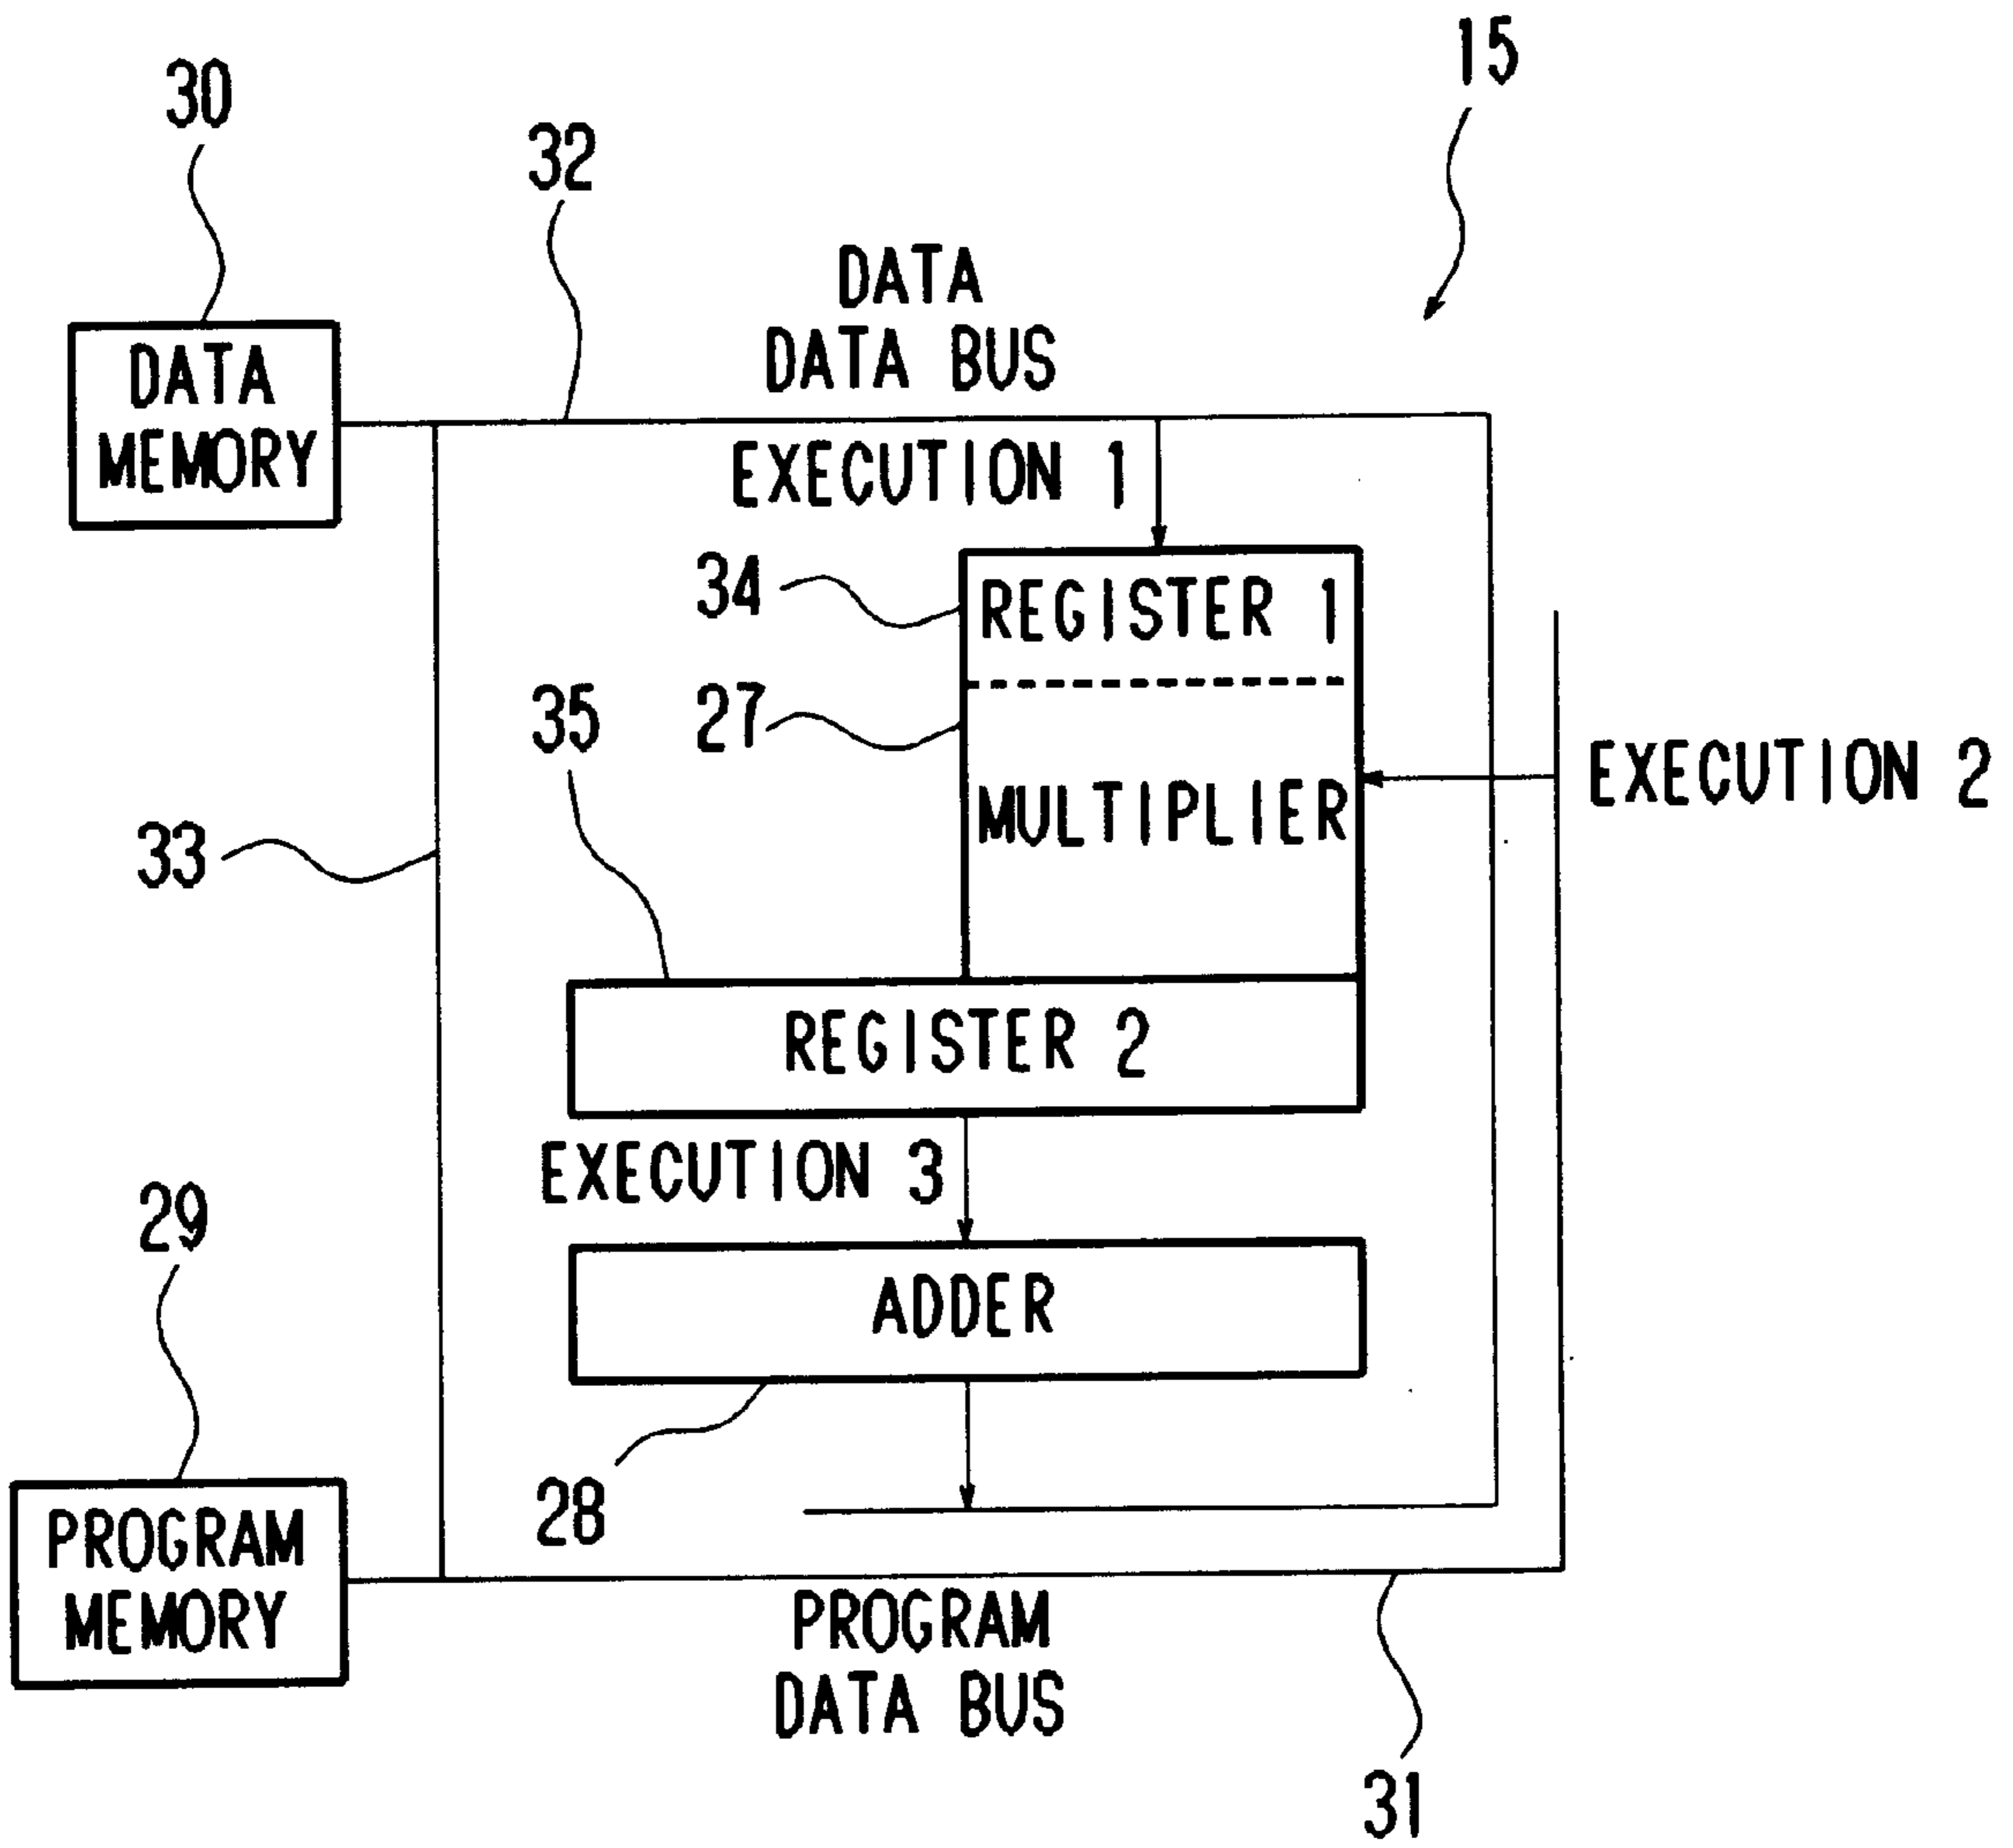 15
30
32
DATA
DATA BUS
DATA
MEMORY
EXECUTION 1
34
REGISTER 1
35
27
EXECUTION 2
MULTIPLIER
33
REGISTER 2
EXECUTION 3
29
ADDER
28
PROGRAM
MEMORY
PROGRAM
DATA BUS
31